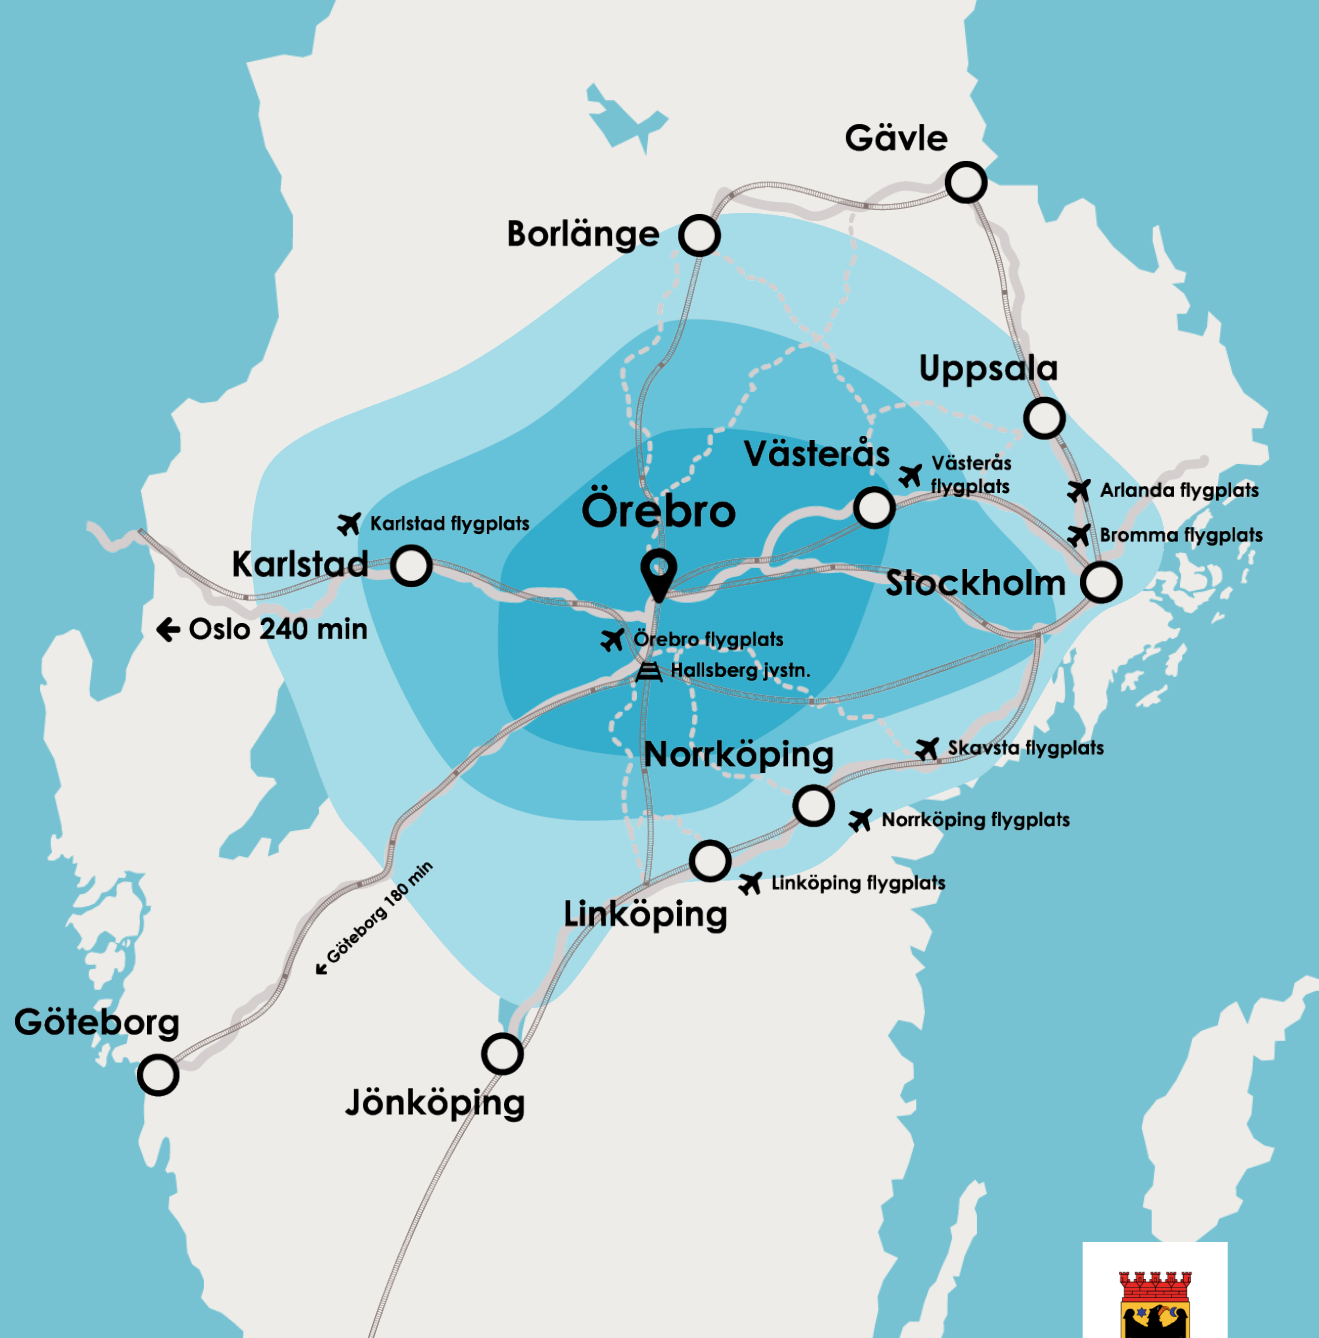 Gävle
Borlänge
Uppsala
Västerås
Västerås
flygplats
Arlanda flygplats
Örebro
Karlstad flygplats
Bromma flygplats
Karlstad
Stockholm
← Oslo 240 min
Örebro flygplats
Hallsberg jvstn.
Skavsta flygplats
Norrköping
Norrköping flygplats
Linköping flygplats
← Göteborg 180 min
Linköping
Göteborg
Jönköping